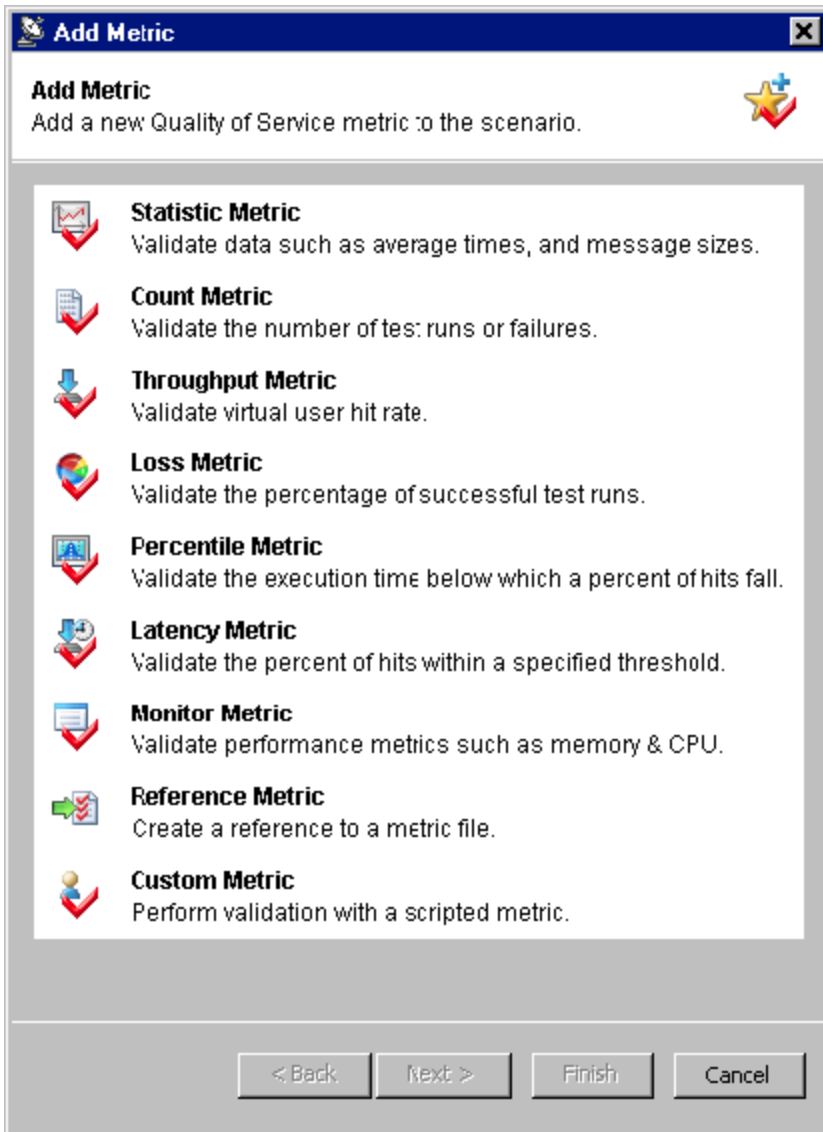 Add Metric
Add Metric
Add a new Quality of Service metric to the scenario.
Statistic Metric
Validate data such as average times, and message sizes.
Count Metric
Validate the number of test runs or failures.
Throughput Metric
Validate virtual user hit rate.
Loss Metric
Validate the percentage of successful test runs.
Percentile Metric
Validate the execution time below which a percent of hits fall.
Latency Metric
Validate the percent of hits within a specified threshold.
Monitor Metric
Validate performance metrics such as memory & CPU.
Reference Metric
Create a reference to a metric file.
Custom Metric
Perform validation with a scripted metric.
< Back Next > Finish Cancel